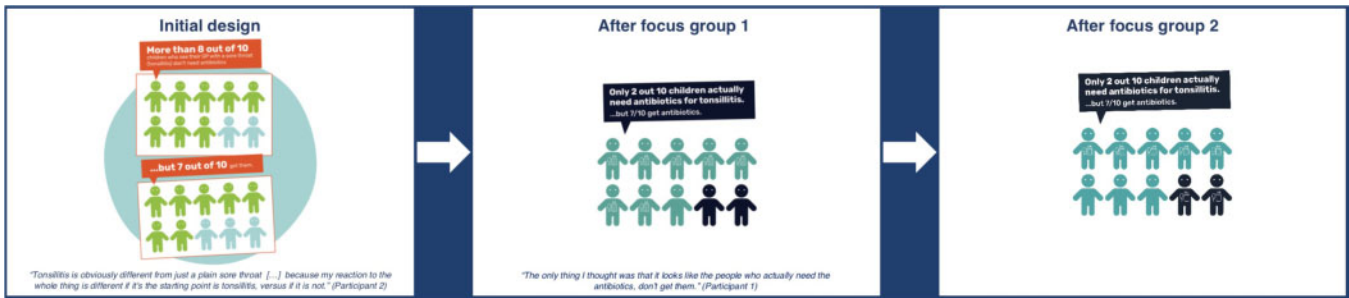 Initial design
More than 8 out of 10
children who see their GP with a sore throat
(tonsillitis) don't need antibiotics
...but 7 out of 10 get them.
"Tonsillitis is obviously different from just a plain sore throat [....] because my reaction to the
whole thing is different if it's the starting point is tonsillitis, versus if it is not." (Participant 2)
After focus group 1
Only 2 out 10 children actually
need antibiotics for tonsillitis.
...but 7/10 get antibiotics.
"The only thing I thought was that it looks like the people who actually need the
antibiotics, don't get them." (Participant 1)
After focus group 2
Only 2 out 10 children actually
need antibiotics for tonsillitis.
...but 7/10 get antibiotics.